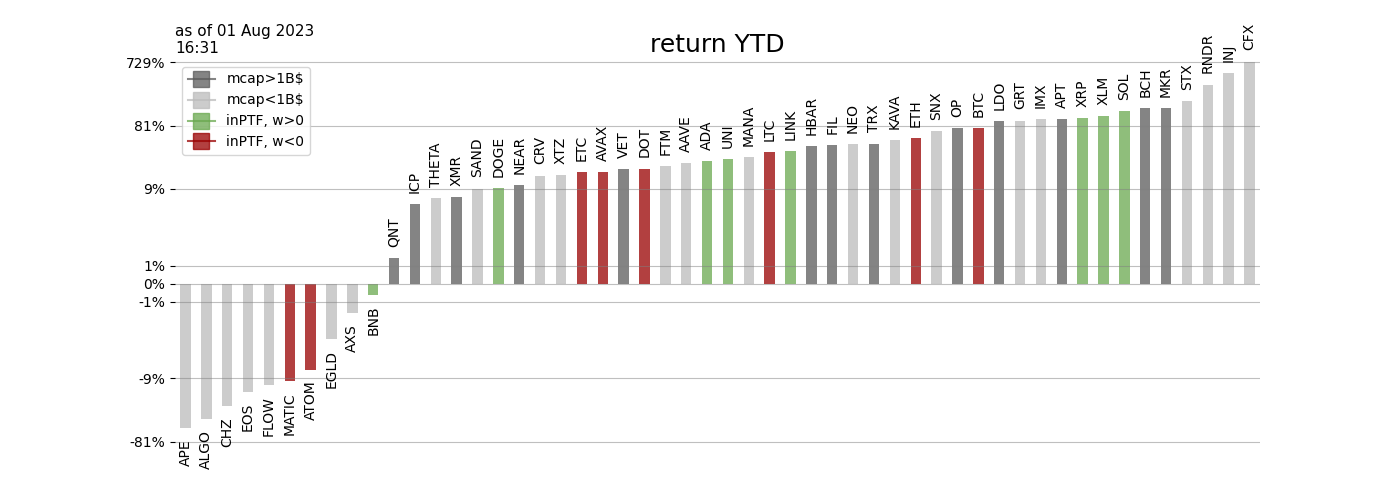 as of 01 Aug 2023
16:31
return YTD
729%
81%
9%
1%
0%
-1%
-9%
-81%
mcap>1B$
mcap<1B$
inPTF, w>0
inPTF, w<0
APE
ALGO
CHZ
EOS
FLOW
MATIC
ATOM
EGLD
AXS
BNB
QNT
ICP
THETA
XMR
SAND
DOGE
NEAR
CRV
XTZ
ETC
AVAX
VET
DOT
FTM
AAVE
ADA
UNI
MANA
LTC
LINK
HBAR
FIL
NEO
TRX
KAVA
ETH
SNX
OP
BTC
LDO
GRT
IMX
APT
XRP
XLM
SOL
BCH
MKR
STX
RNDR
INJ
CFX